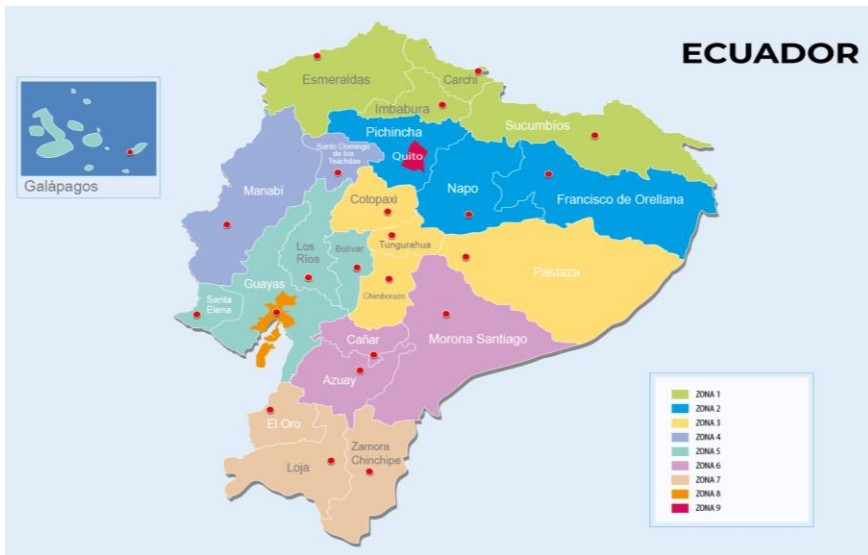 ECUADOR
Esmeraldas
Carchi
Imbabura
Sucumbíos
Pichincha
Santo Domingo
de los
Tsáchilas
Quito
Galápagos
Manabí
Napo
Francisco de Orellana
Cotopaxi
Los
Ríos
Bolívar
Tungurahua
Pastaza
Guayas
Santa
Elena
Chimborazo
Cañar
Morona Santiago
Azuay
El Oro
Loja
Zamora
Chinchipe
ZONA 1
ZONA 2
ZONA 3
ZONA 4
ZONA 5
ZONA 6
ZONA 7
ZONA 8
ZONA 9